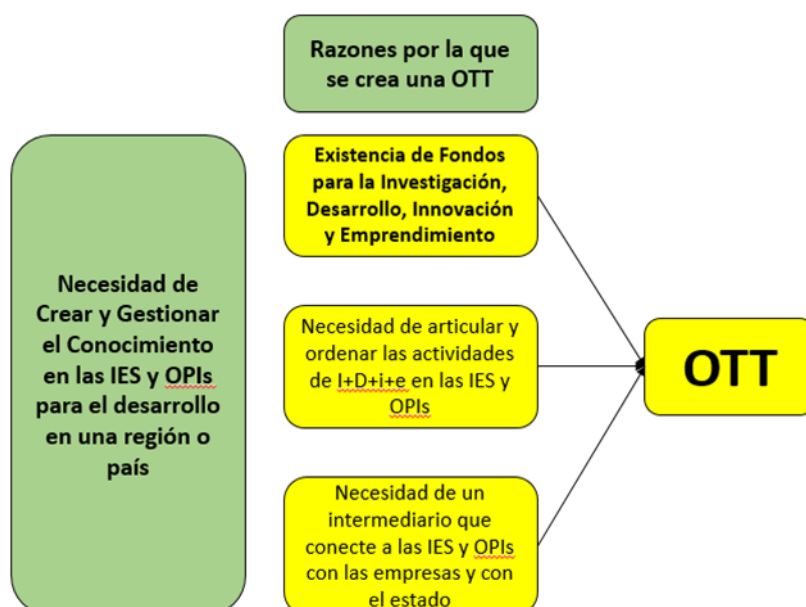 Razones por la que
se crea una OTT
Necesidad de
Crear y Gestionar
el Conocimiento
en las IES y OPIs
para el desarrollo
en una región o
país
Existencia de Fondos
para la Investigación,
Desarrollo, Innovación
y Emprendimiento
Necesidad de articular y
ordenar las actividades
de I+D+i+e en las IES y
OPIs
Necesidad de un
intermediario que
conecte a las IES y OPIs
con las empresas y con
el estado
OTT